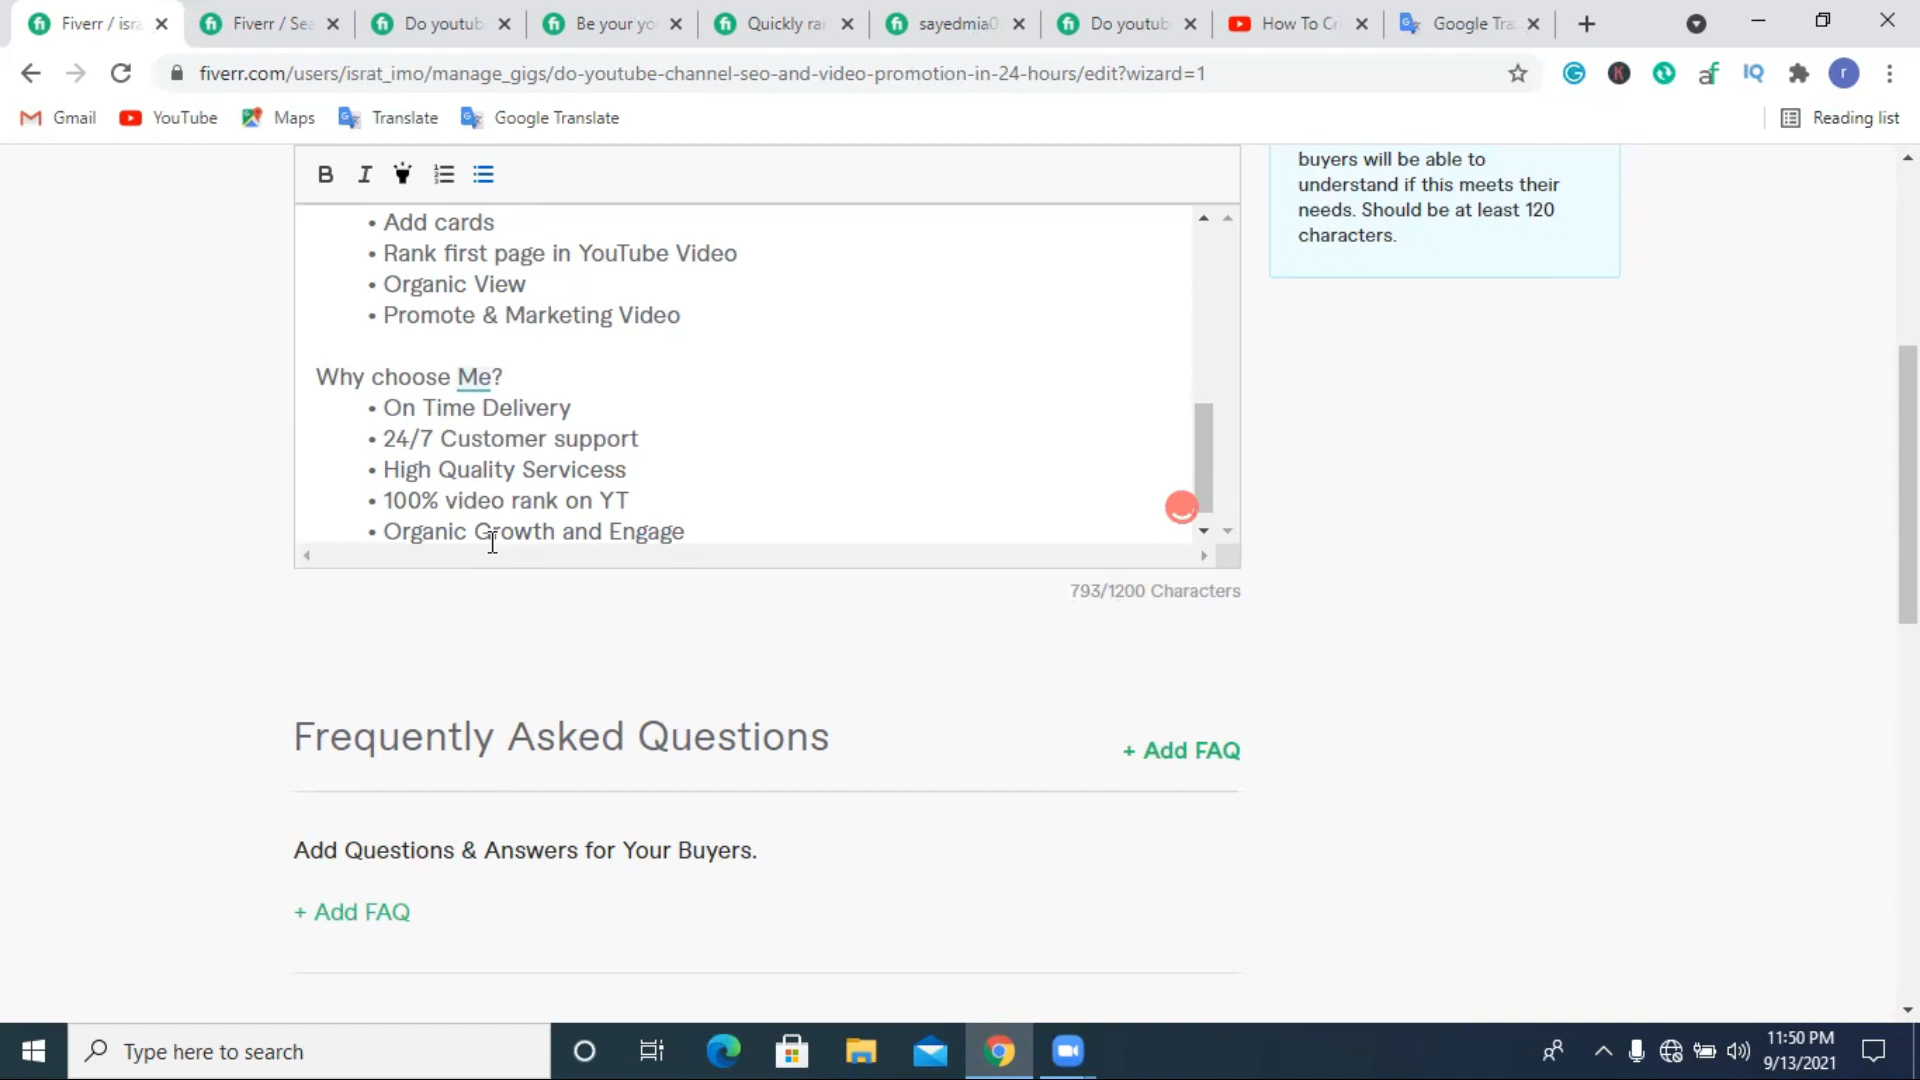 Fiverr / isra
Fiverr / Sea
Do youtub
Be your yo
Quickly ra
sayedmia0
Do youtub
How To Cr
Google Tra
fiverr.com/users/israt_imo/manage_gigs/do-youtube-channel-seo-and-video-promotion-in-24-hours/edit?wizard=1
IQ
r
Gmail
YouTube
Maps
Translate
Google Translate
Reading list
B I
buyers will be able to
understand if this meets their
needs. Should be at least 120
characters.
• Add cards
• Rank first page in YouTube Video
• Organic View
• Promote & Marketing Video
Why choose Me?
• On Time Delivery
• 24/7 Customer support
• High Quality Servicess
• 100% video rank on YT
• Organic Growth and Engage
793/1200 Characters
Frequently Asked Questions
+ Add FAQ
Add Questions & Answers for Your Buyers.
+ Add FAQ
Type here to search
11:50 PM
9/13/2021